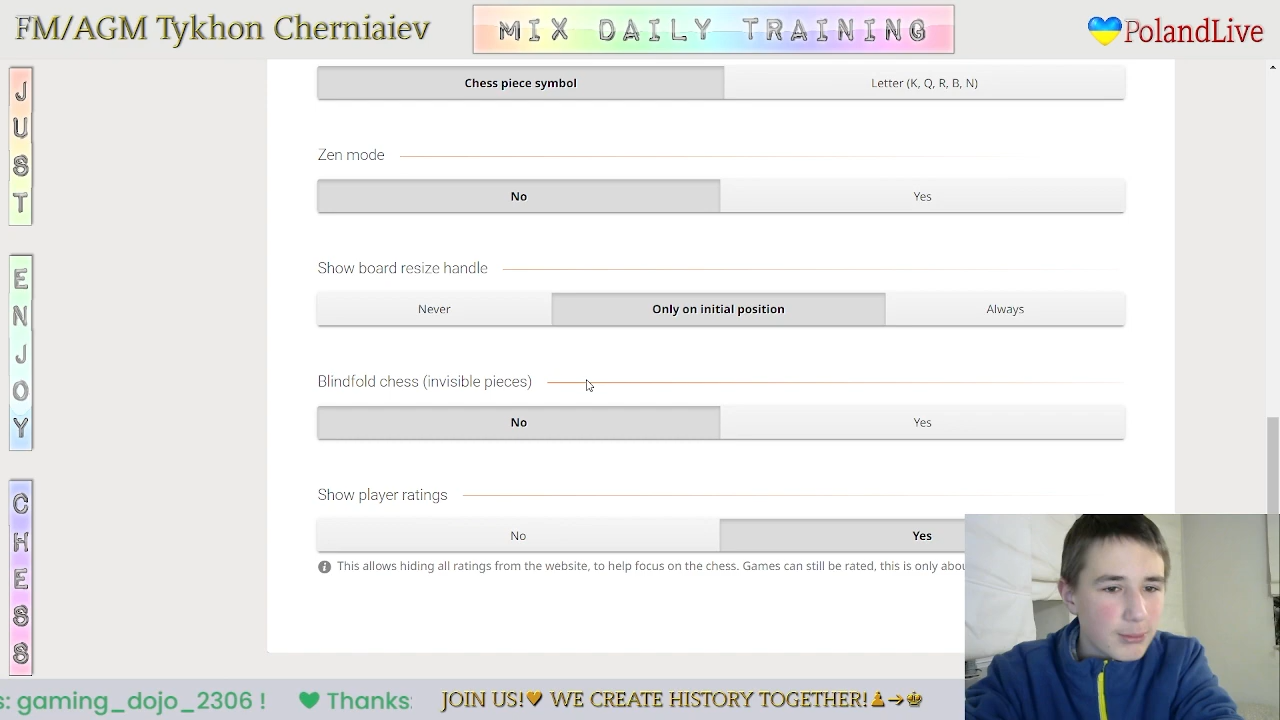 FM/AGM Tykhon Cherniaiev
MIX DAILY TRAINING
PolandLive
JUST
ENJOY
CHESS
Chess piece symbol
Letter (K, Q, R, B, N)
Zen mode
No
Yes
Show board resize handle
Never
Only on initial position
Always
Blindfold chess (invisible pieces)
No
Yes
Show player ratings
No
Yes
This allows hiding all ratings from the website, to help focus on the chess. Games can still be rated, this is only abou
s: gaming_dojo_2306 ! 💚 Thanks:
JOIN US!♥ WE CREATE HISTORY TOGETHER!♟→♚